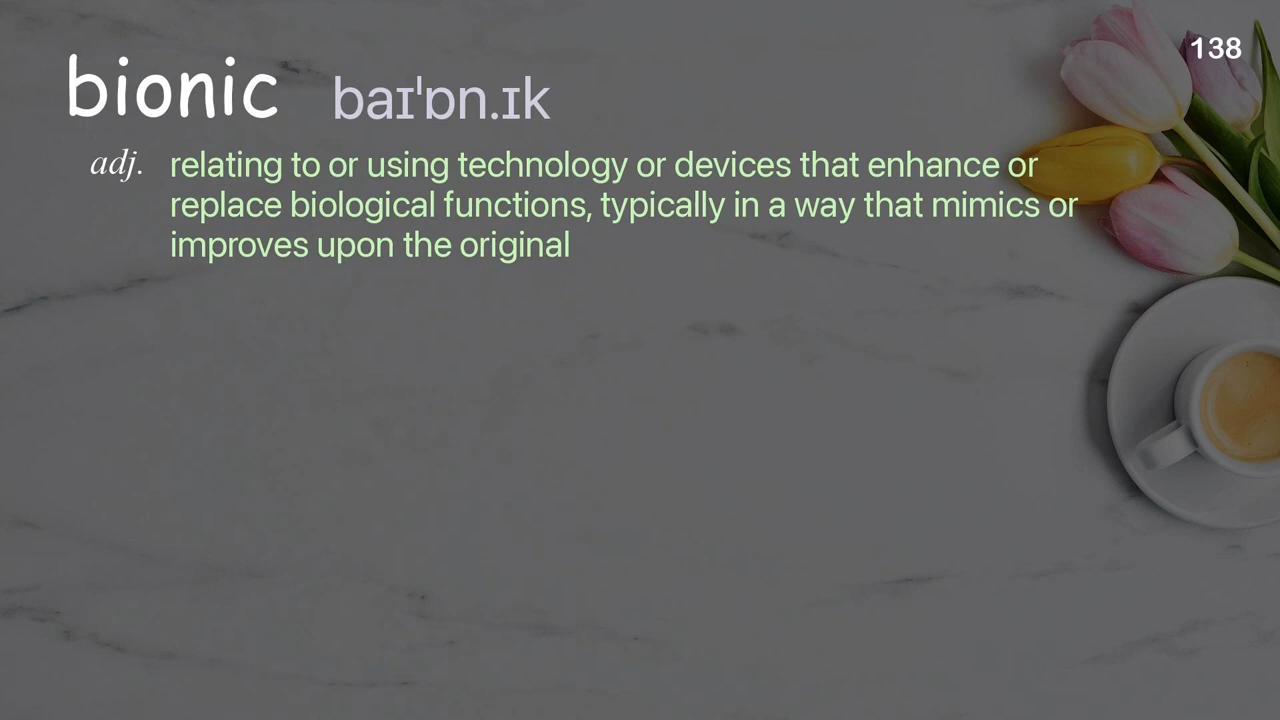 138
bionic baɪˈɒn.ɪk
adj. relating to or using technology or devices that enhance or
replace biological functions, typically in a way that mimics or
improves upon the original